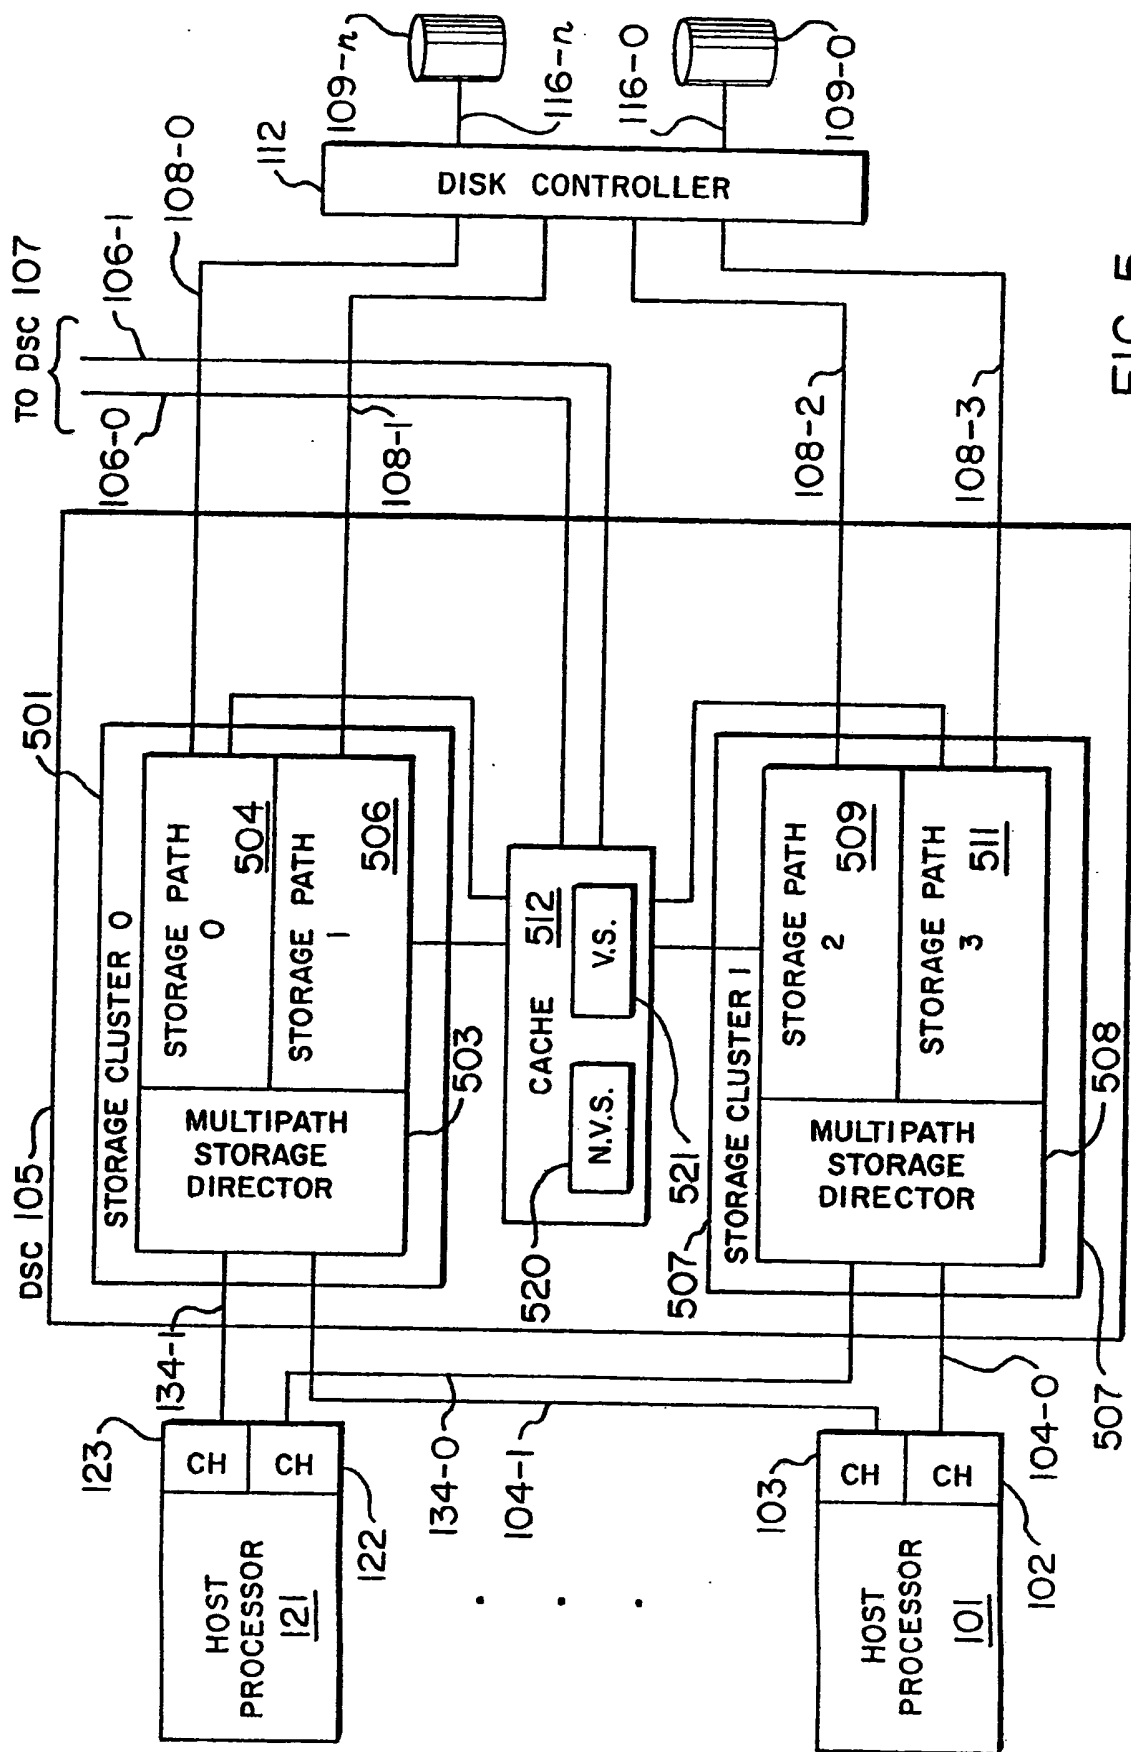 TO DSC 107
106-0
106-1
108-0
112
109-n
DSC 105
501
134-1
123
STORAGE CLUSTER 0
STORAGE PATH
0
504
STORAGE PATH
1
506
MULTIPATH
STORAGE
DIRECTOR
503
108-1
DISK CONTROLLER
116-n
116-0
109-0
HOST
PROCESSOR
121
CH
CH
122
134-0
104-1
CACHE
512
N.V.S.
V.S.
520
521
507
STORAGE CLUSTER 1
STORAGE PATH
2
509
STORAGE PATH
3
511
MULTIPATH
STORAGE
DIRECTOR
508
108-2
108-3
103
HOST
PROCESSOR
101
CH
CH
102
104-0
507
FIG. 5